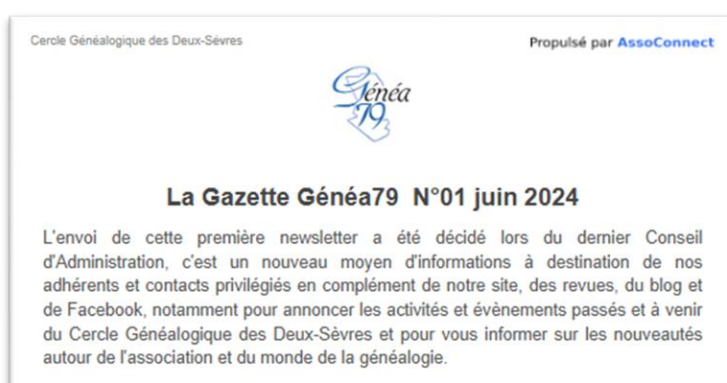 Cercle Généalogique des Deux-Sèvres
Propulsé par AssoConnect
Généa
79
La Gazette Généa79 N°01 juin 2024
L'envoi de cette première newsletter a été décidé lors du dernier Conseil
d'Administration, c'est un nouveau moyen d'informations à destination de nos
adhérents et contacts privilégiés en complément de notre site, des revues, du blog et
de Facebook, notamment pour annoncer les activités et évènements passés et à venir
du Cercle Généalogique des Deux-Sèvres et pour vous informer sur les nouveautés
autour de l'association et du monde de la généalogie.